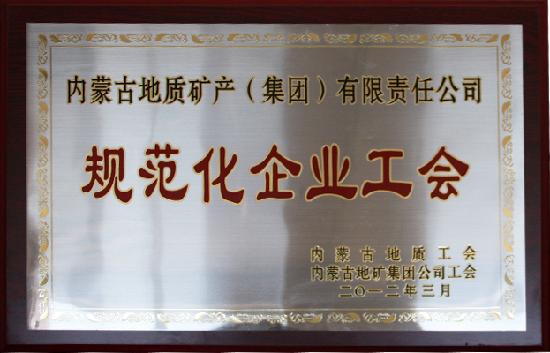 内蒙古地质矿产（集团）有限责任公司
规范化企业工会
内蒙古地质工会
内蒙古地矿集团公司工会
二〇一二年三月